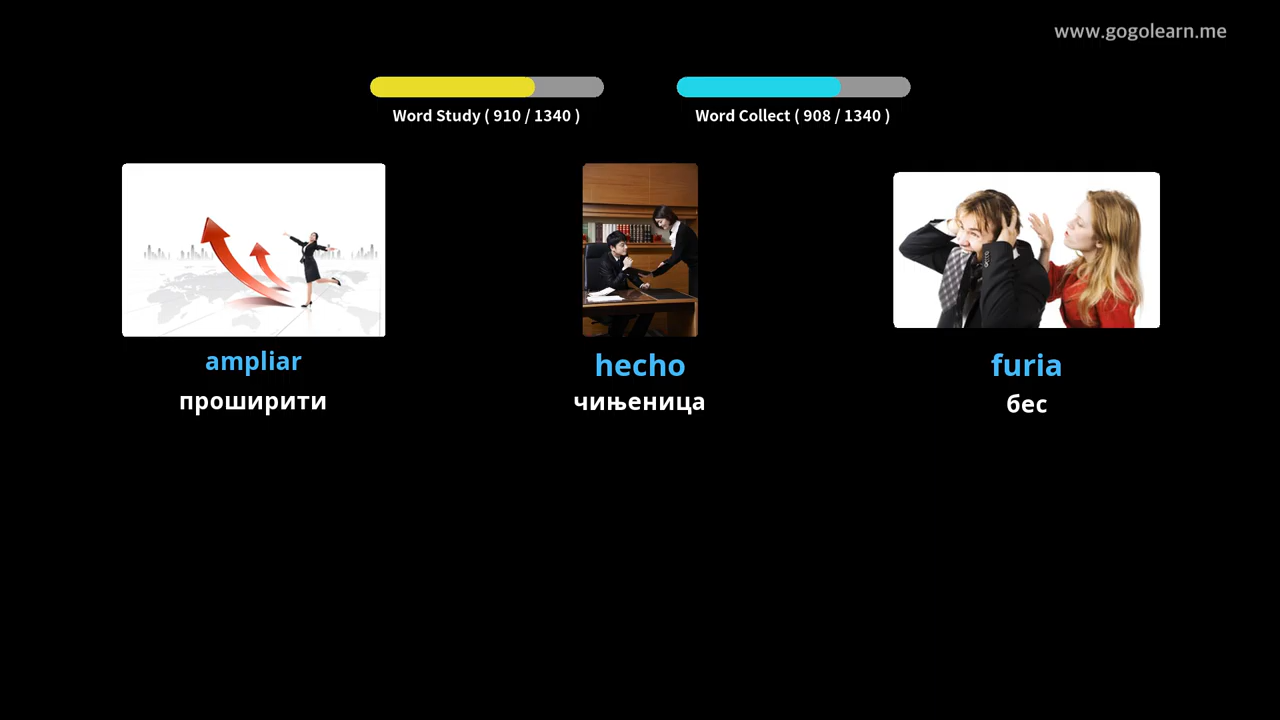 www.gogolearn.me
Word Study ( 910 / 1340 )
Word Collect ( 908 / 1340 )
ampliar
проширити
hecho
чињеница
furia
бес